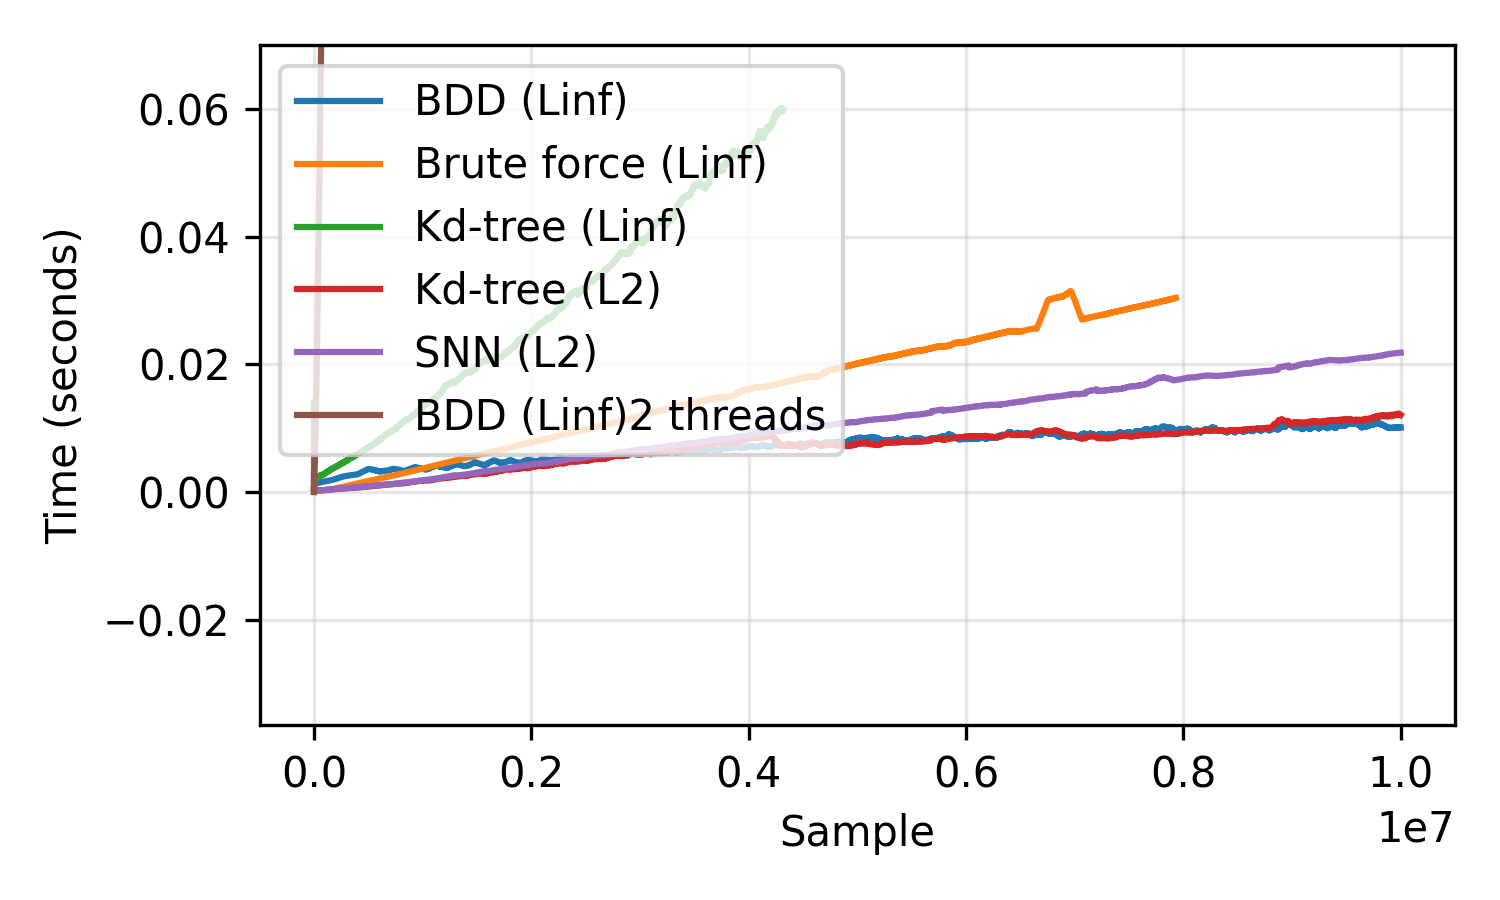 0.06
0.04
0.02
0.00
−0.02
Time (seconds)
BDD (Linf)
Brute force (Linf)
Kd-tree (Linf)
Kd-tree (L2)
SNN (L2)
BDD (Linf)2 threads
0.0 0.2 0.4 0.6 0.8 1.0
Sample
1e7